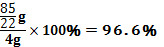 85/22 g / 4g × 100% = 96.6%